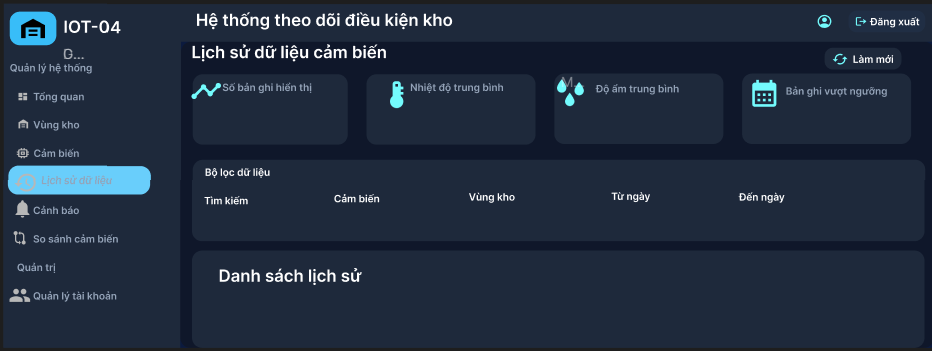 IOT-04
G...
Quản lý hệ thống
Tổng quan
Vùng kho
Cảm biến
Lịch sử dữ liệu
Cảnh báo
So sánh cảm biến
Quản trị
Quản lý tài khoản
Hệ thống theo dõi điều kiện kho
Đăng xuất
Lịch sử dữ liệu cảm biến
Làm mới
Số bản ghi hiển thị
Nhiệt độ trung bình
M
Độ ẩm trung bình
Bản ghi vượt ngưỡng
Bộ lọc dữ liệu
Tìm kiếm
Cảm biến
Vùng kho
Từ ngày
Đến ngày
Danh sách lịch sử